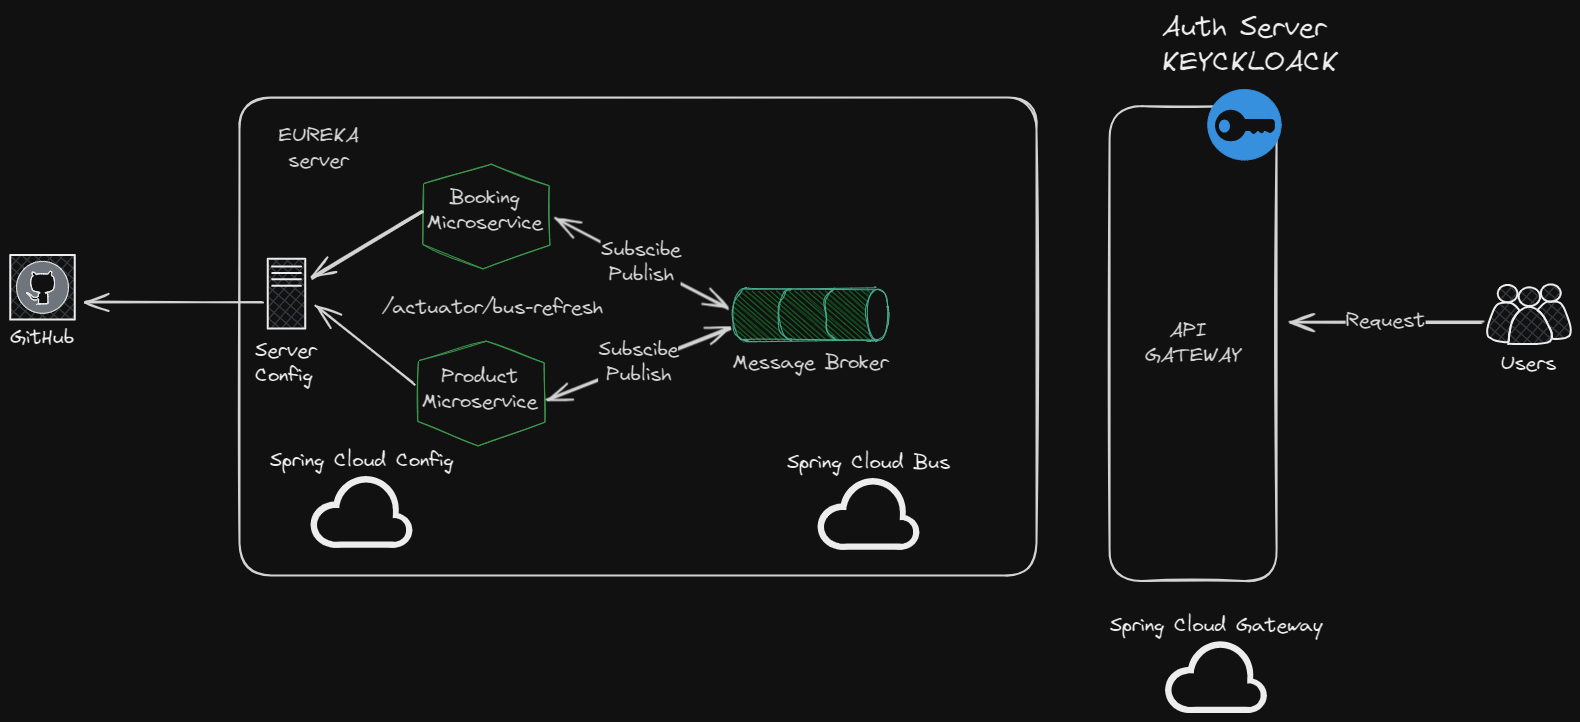 Auth Server
KEYCKLOACK
EUREKA
server
Booking
Microservice
Subscibe
Publish
GitHub
/actuator/bus-refresh
Server
Config
Subscibe
Publish
Message Broker
Product
Microservice
API
GATEWAY
Request
Users
Spring Cloud Config
Spring Cloud Bus
Spring Cloud Gateway